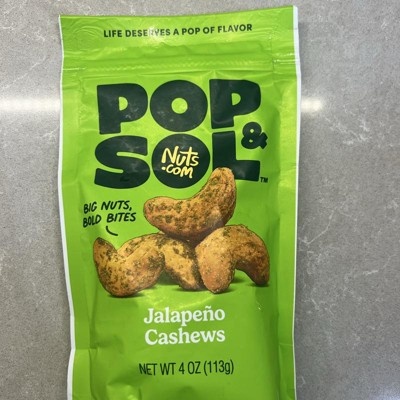 LIFE DESERVES A POP OF FLAVOR
POP
&
SOL™
Nuts
.com
BIG NUTS,
BOLD BITES
Jalapeño
Cashews
NET WT 4 OZ (113g)